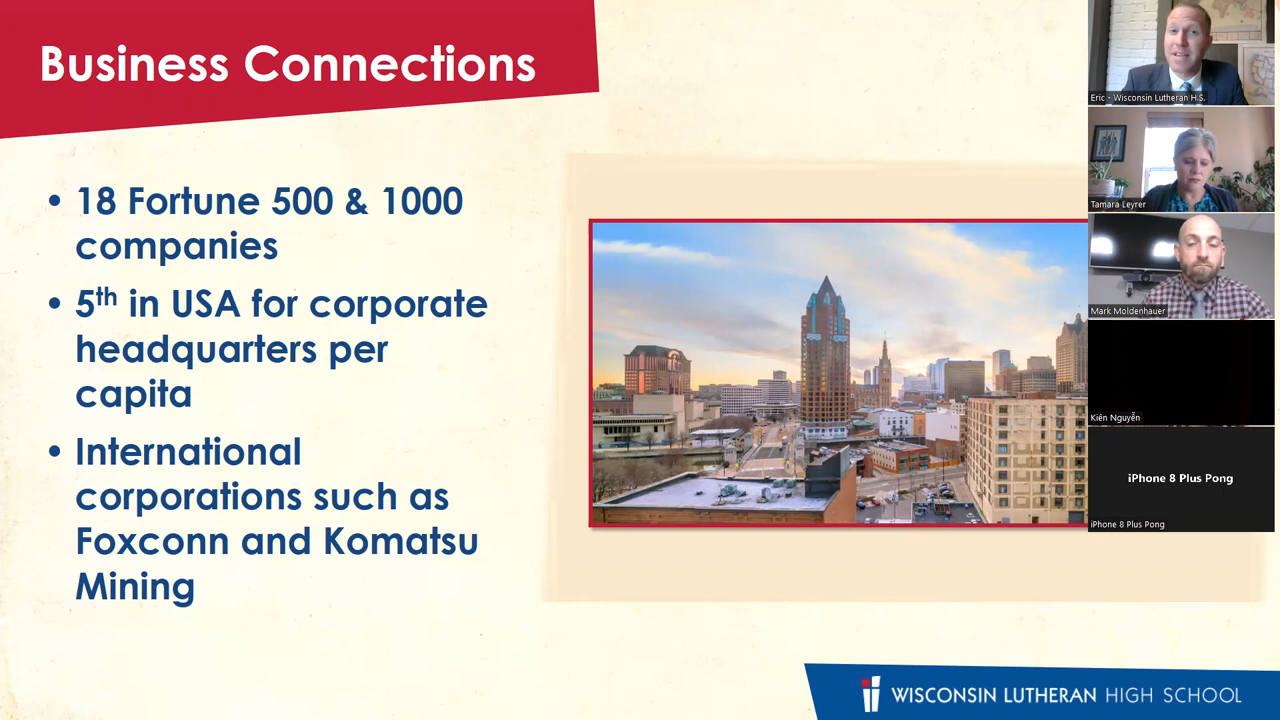 Business Connections
• 18 Fortune 500 & 1000
companies
• 5th in USA for corporate
headquarters per
capita
• International
corporations such as
Foxconn and Komatsu
Mining
Eric - Wisconsin Lutheran H.S.
Tamara Leyrer
Mark Moldenhauer
Kiên Nguyễn
iPhone 8 Plus Pong
iPhone 8 Plus Pong
WISCONSIN LUTHERAN HIGH SCHOOL